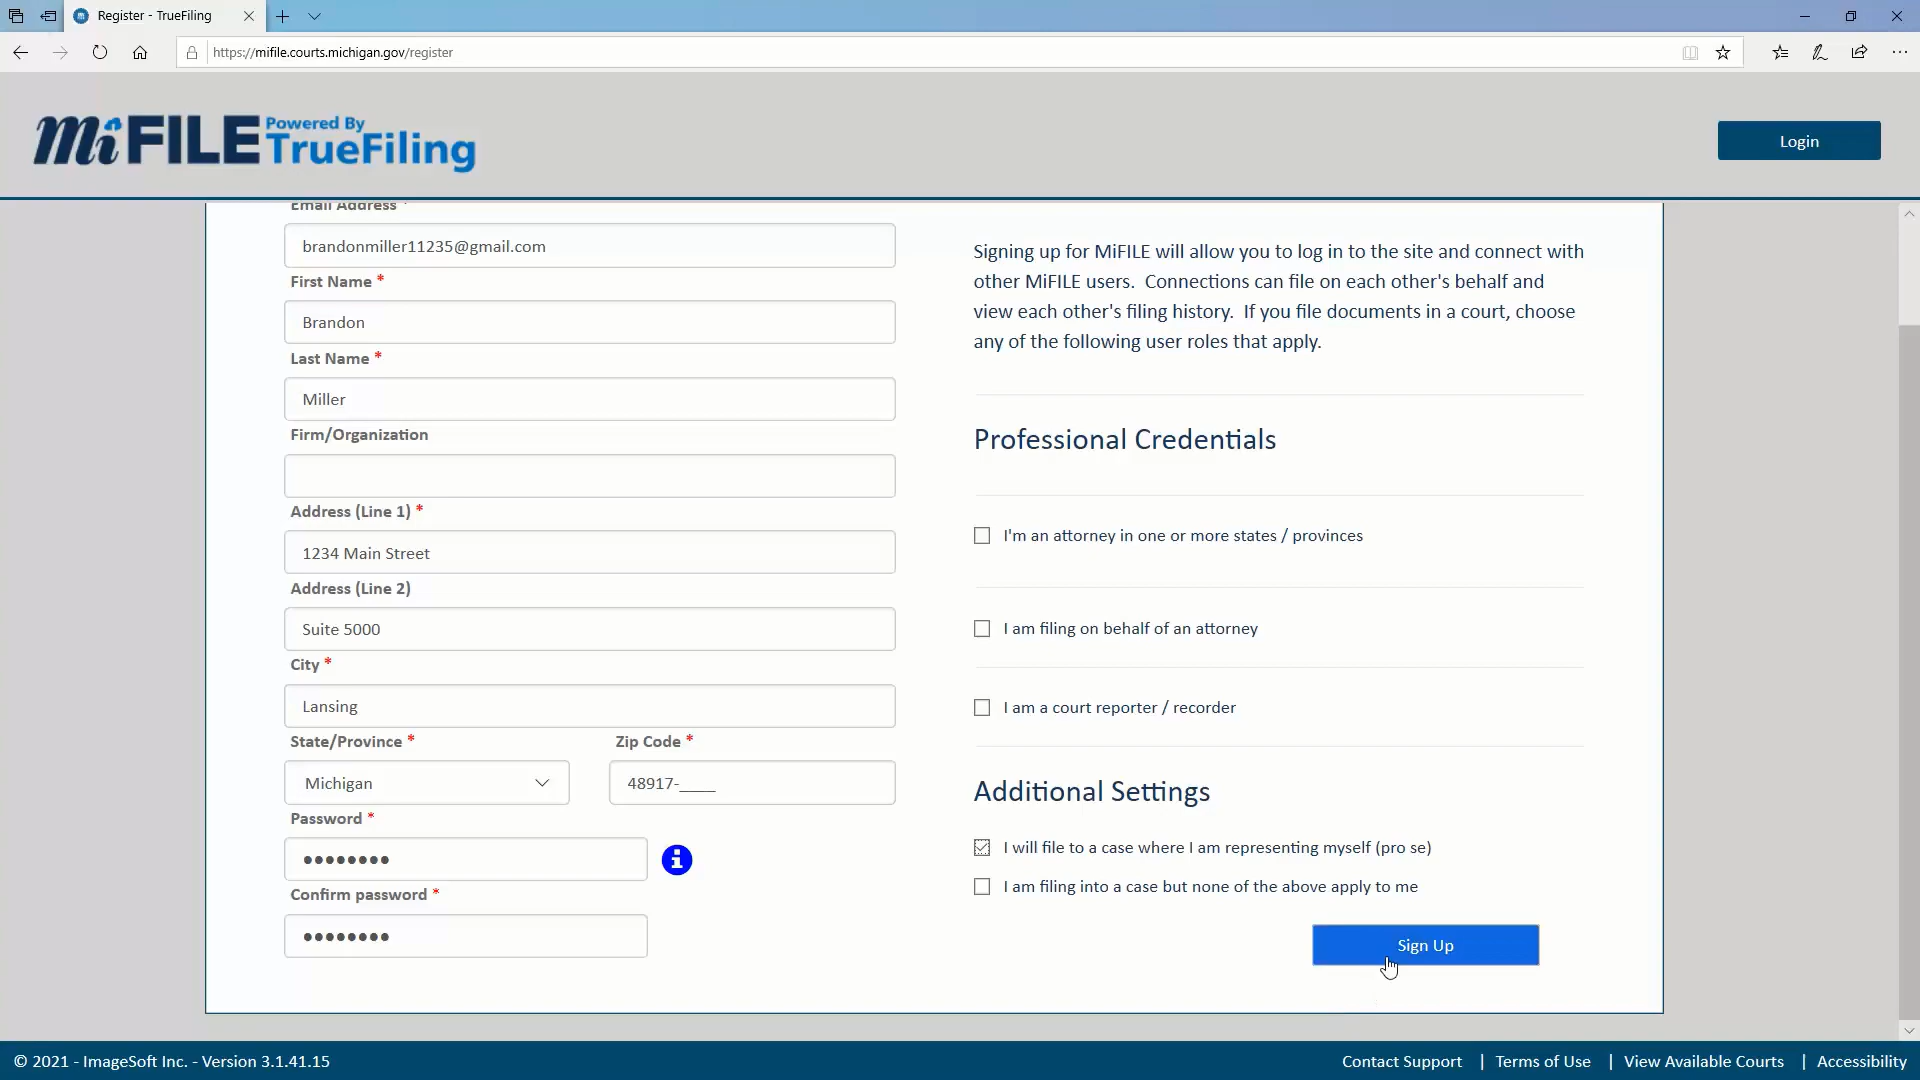 Register - TrueFiling
https://mifile.courts.michigan.gov/register
MiFILE Powered By TrueFiling
Login
Email Address *
brandonmiller11235@gmail.com
First Name *
Brandon
Last Name *
Miller
Firm/Organization
Address (Line 1) *
1234 Main Street
Address (Line 2)
Suite 5000
City *
Lansing
State/Province *
Zip Code *
Michigan
48917-____
Password *
●●●●●●●●
Confirm password *
●●●●●●●●
Signing up for MiFILE will allow you to log in to the site and connect with
other MiFILE users. Connections can file on each other's behalf and
view each other's filing history. If you file documents in a court, choose
any of the following user roles that apply.
Professional Credentials
I'm an attorney in one or more states / provinces
I am filing on behalf of an attorney
I am a court reporter / recorder
Additional Settings
I will file to a case where I am representing myself (pro se)
I am filing into a case but none of the above apply to me
Sign Up
© 2021 - ImageSoft Inc. - Version 3.1.41.15
Contact Support | Terms of Use | View Available Courts | Accessibility